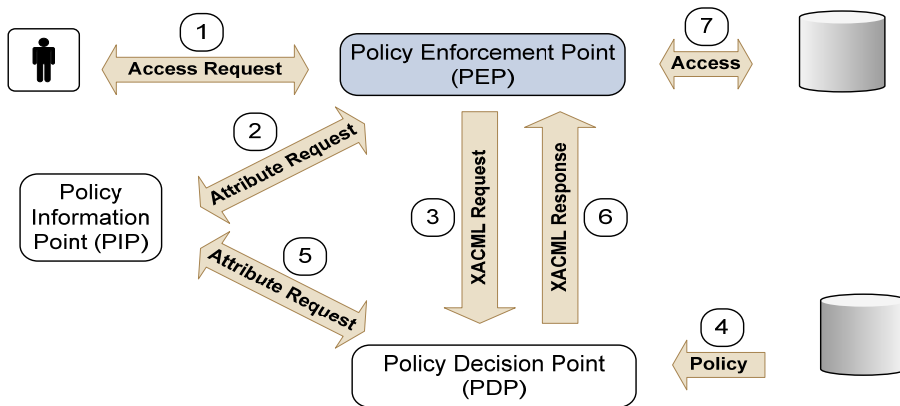 1
Access Request
Policy Enforcement Point
(PEP)
7
Access
2
Attribute Request
Policy
Information
Point (PIP)
3
XACML Request
XACML Response
6
5
Attribute Request
Policy Decision Point
(PDP)
4
Policy